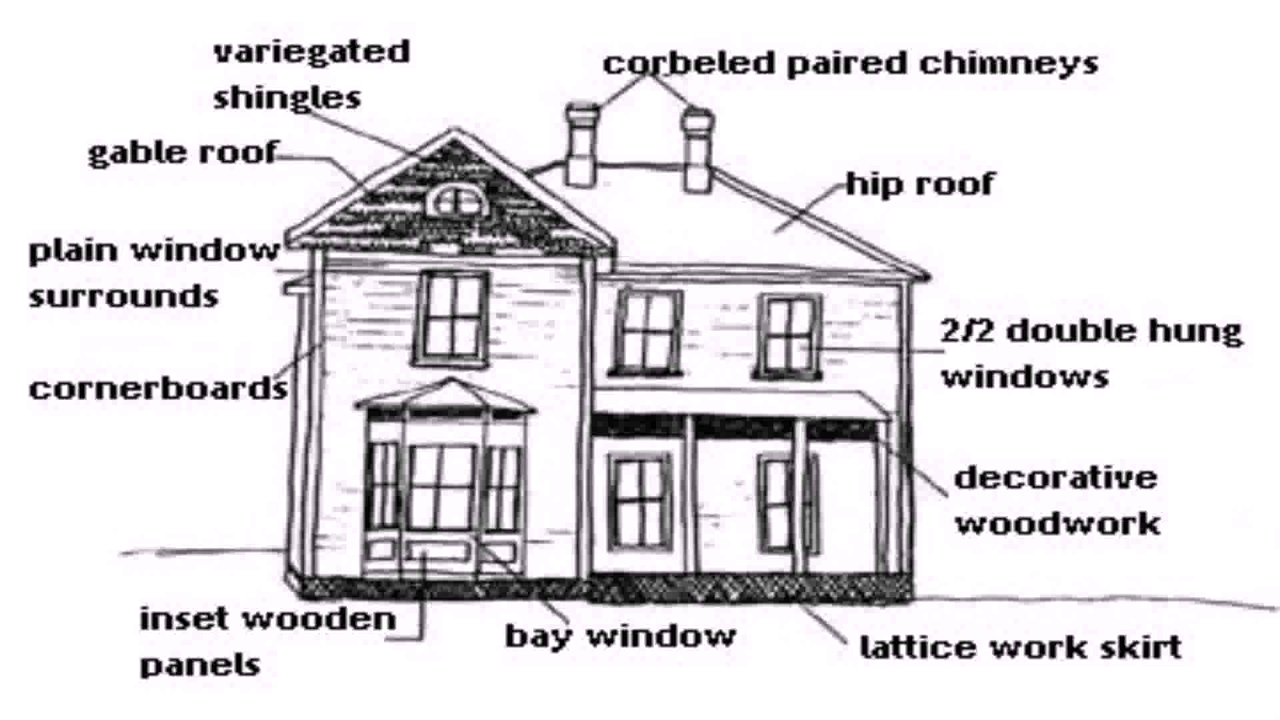 variegated
shingles
corbeled paired chimneys
gable roof
hip roof
plain window
surrounds
2/2 double hung
windows
cornerboards
decorative
woodwork
inset wooden
panels
bay window
lattice work skirt